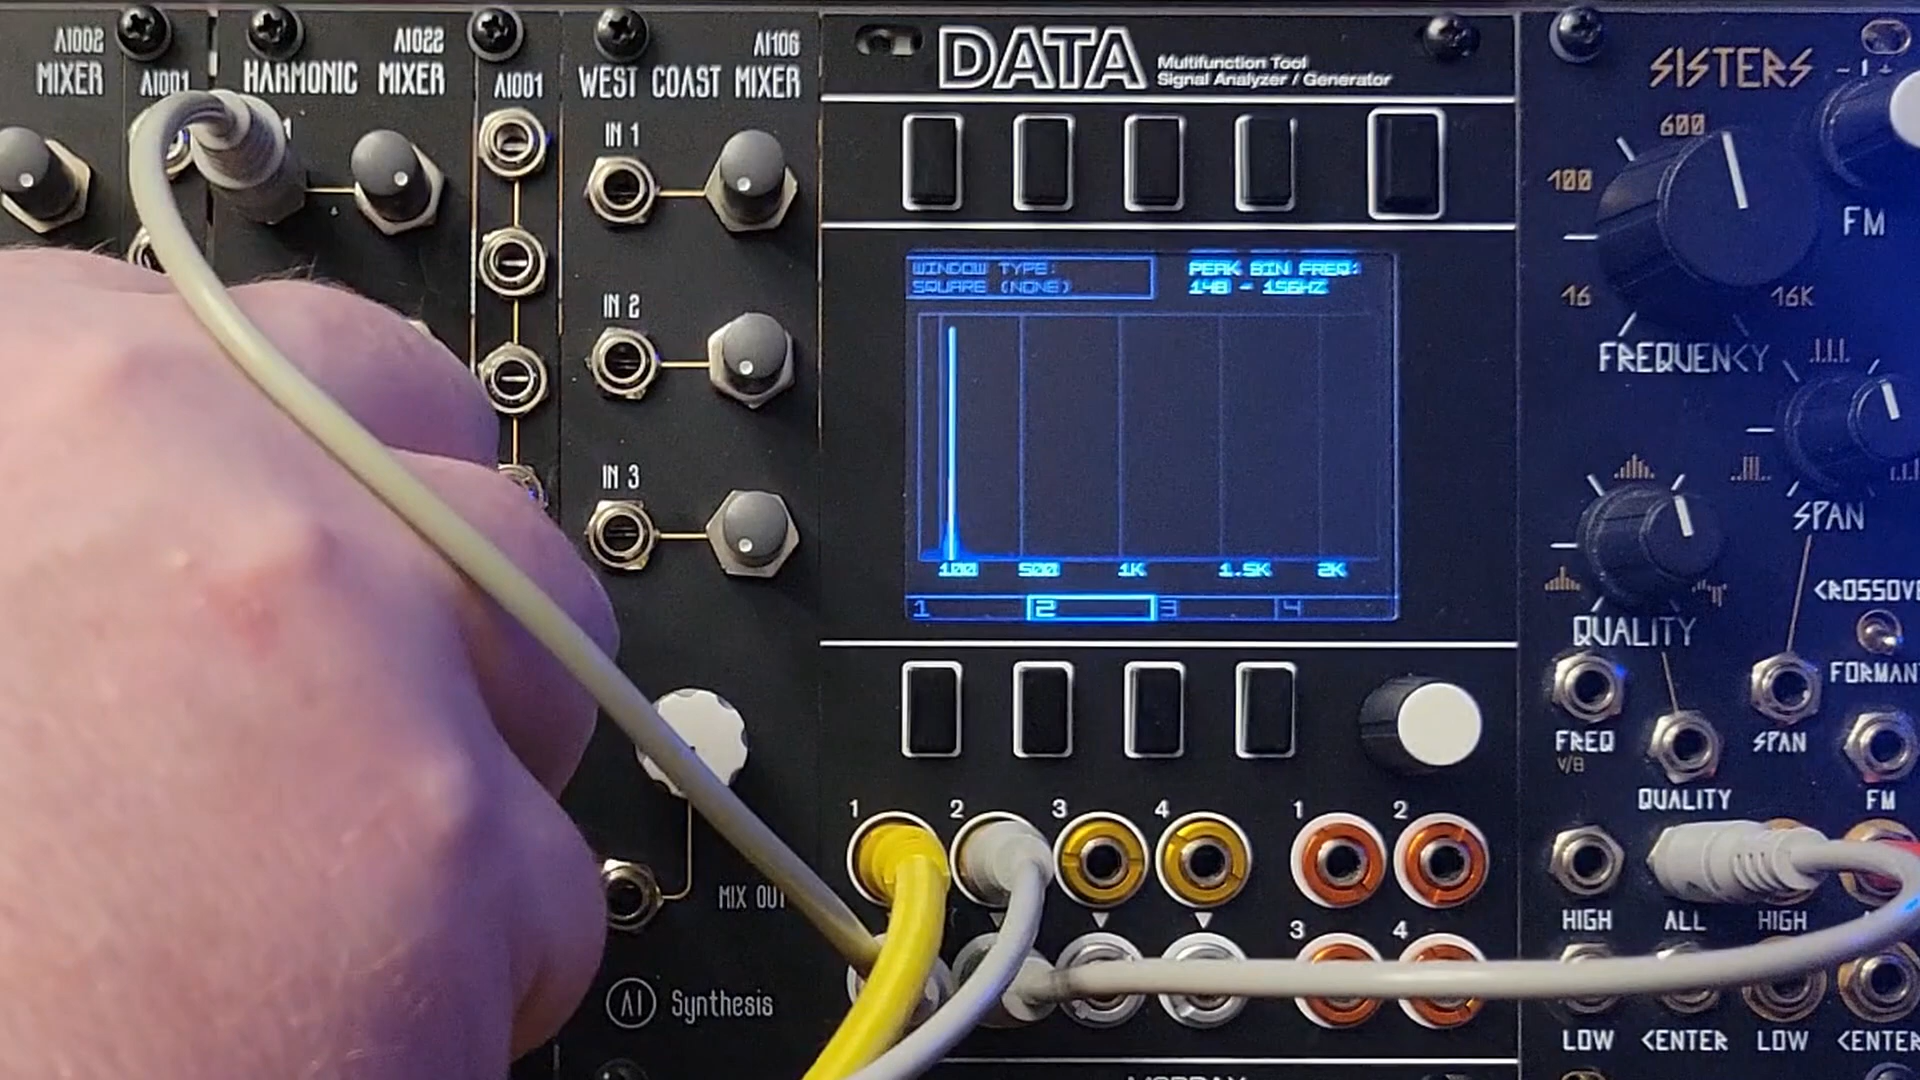 AI002
MIXER
AI001
HARMONIC
AI022
MIXER
AI001
AI106
WEST COAST MIXER
IN 1
IN 2
IN 3
MIX OUT
AI Synthesis
DATA
Multifunction Tool
Signal Analyzer / Generator
WINDOW TYPE:
SQUARE (NONE)
PEAK BIN FREQ:
148 - 156HZ
100 500 1K 1.5K 2K
1 2 3 4
1 2 3 4 1 2
3 4
SISTERS
- I +
600
100
16
16K
FM
FREQUENCY
SPAN
QUALITY
CROSSOVE
FORMANT
FREQ
V/8
SPAN
QUALITY
FM
HIGH ALL HIGH
LOW CENTER LOW CENTER